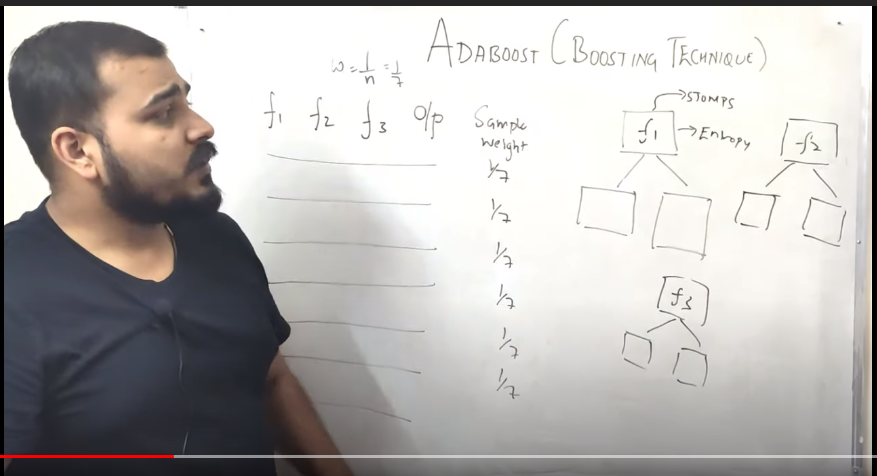 ADABOOST (BOOSTING TECHNIQUE)
W = 1/n = 1/7
f1 f2 f3 O/p Sample weight
1/7
1/7
1/7
1/7
1/7
1/7
f1 → STOMPS
→ Entropy
f2
f3